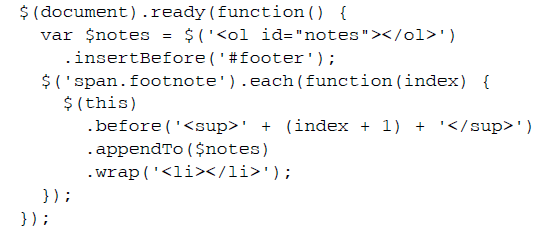 $(document).ready(function() {
  var $notes = $('<ol id="notes"></ol>')
    .insertBefore('#footer');
  $('span.footnote').each(function(index) {
    $(this)
      .before('<sup>' + (index + 1) + '</sup>')
      .appendTo($notes)
      .wrap('<li></li>');
  });
});